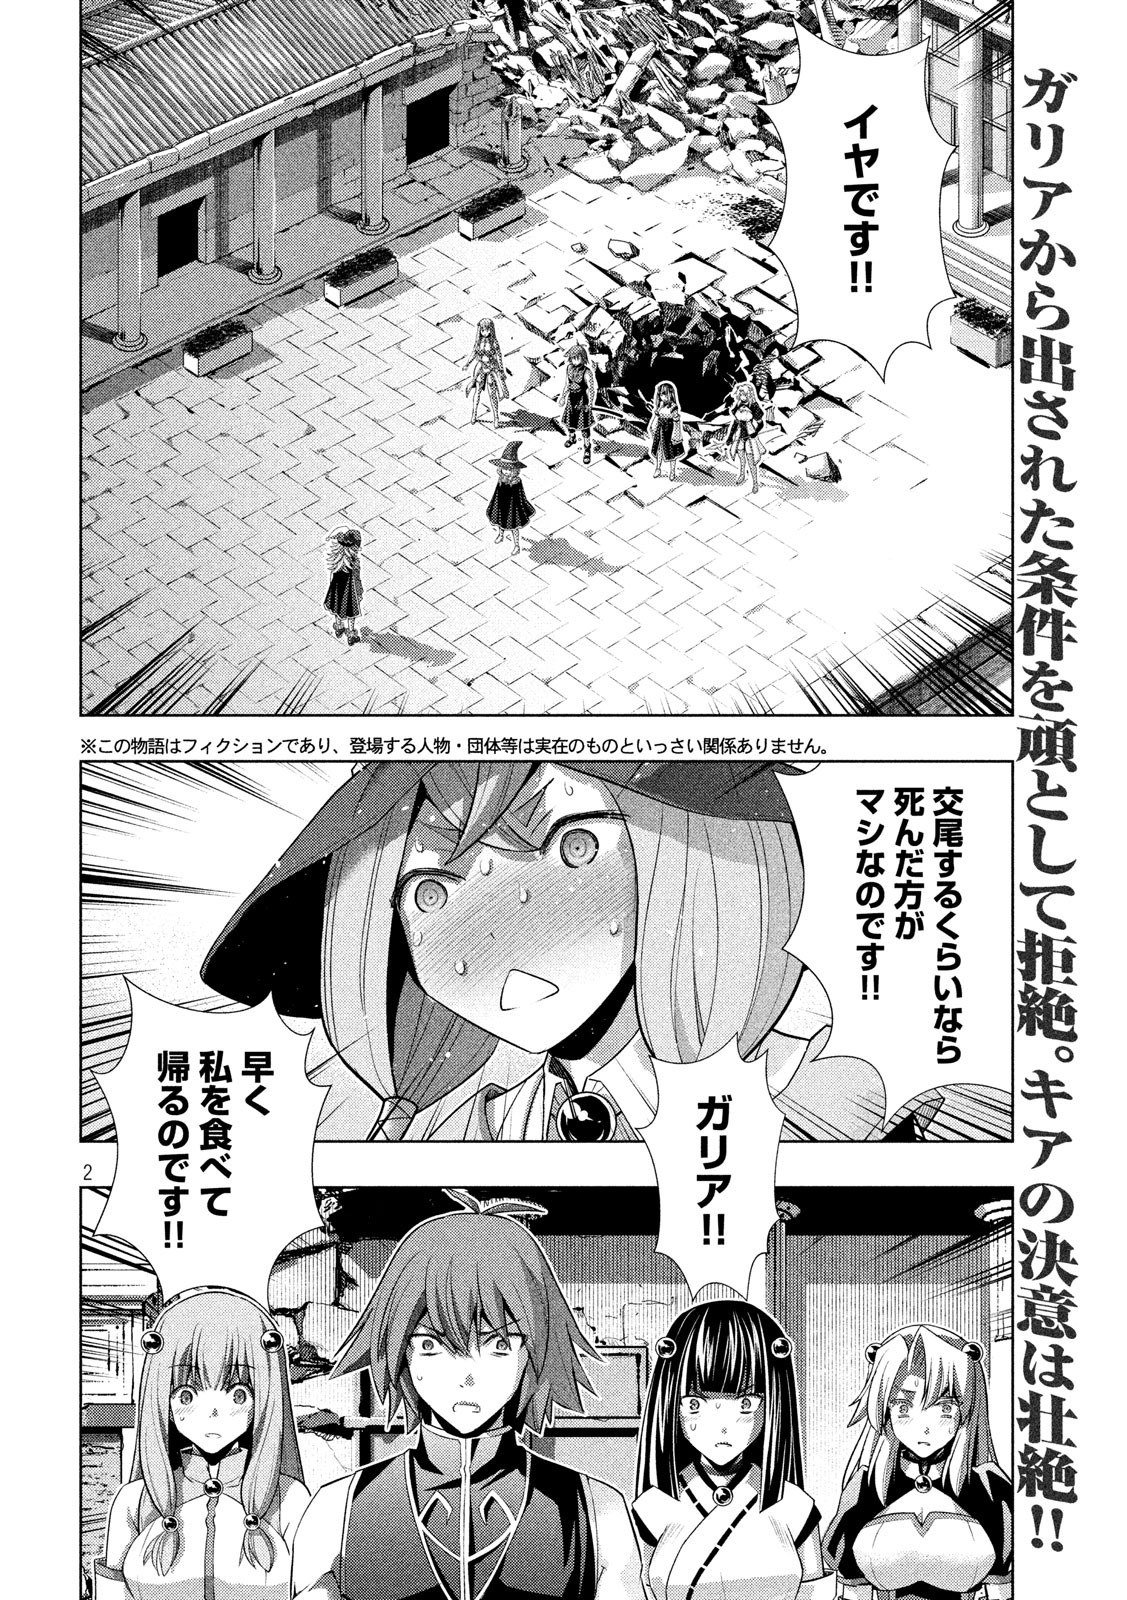 ガリアから出された条件を頑として拒絶。キアの決意は壮絶!!
イヤです!!
※この物語はフィクションであり、登場する人物・団体等は実在のものといっさい関係ありません。
交尾するくらいなら
死んだ方が
マシなのです!!
ガリア!!
早く
私を食べて
帰るのです!!
2